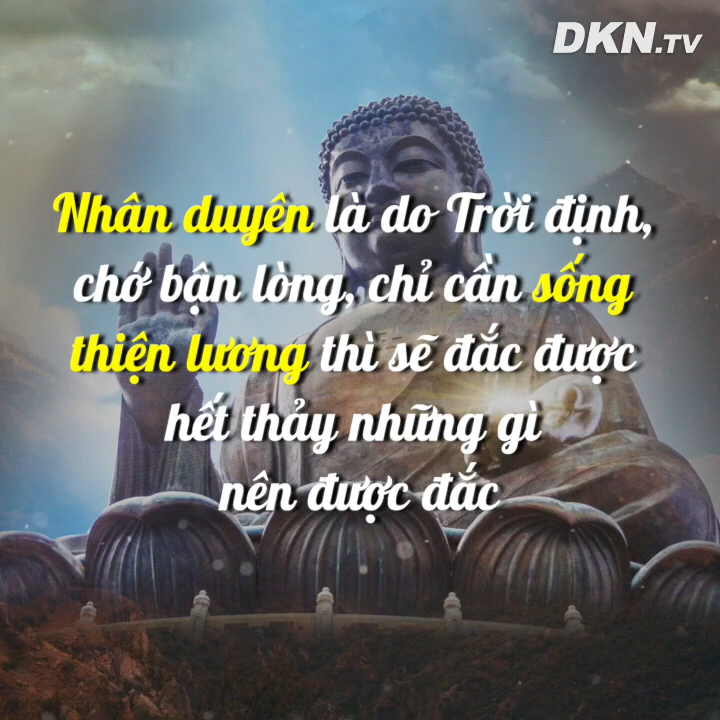 DKN.TV
Nhân duyên là do Trời định,
chớ bận lòng, chỉ cần sống
thiện lương thì sẽ đắc được
hết thảy những gì
nên được đắc